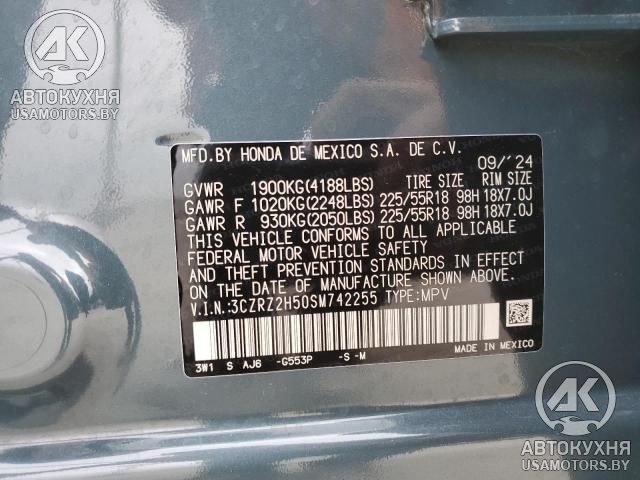 АВТОКУХНЯ
USAMOTORS.BY
MFD.BY HONDA DE MEXICO S.A. DE C.V.
09/'24
GVWR 1900KG(4188LBS) TIRE SIZE RIM SIZE
GAWR F 1020KG(2248LBS) 225/55R18 98H 18X7.0J
GAWR R 930KG(2050LBS) 225/55R18 98H 18X7.0J
THIS VEHICLE CONFORMS TO ALL APPLICABLE
FEDERAL MOTOR VEHICLE SAFETY
AND THEFT PREVENTION STANDARDS IN EFFECT
ON THE DATE OF MANUFACTURE SHOWN ABOVE.
V.I.N.:3CZRZ2H50SM742255 TYPE:MPV
3W1 S AJ6 -G553P -S-M MADE IN MEXICO
АВТОКУХНЯ
USAMOTORS.BY